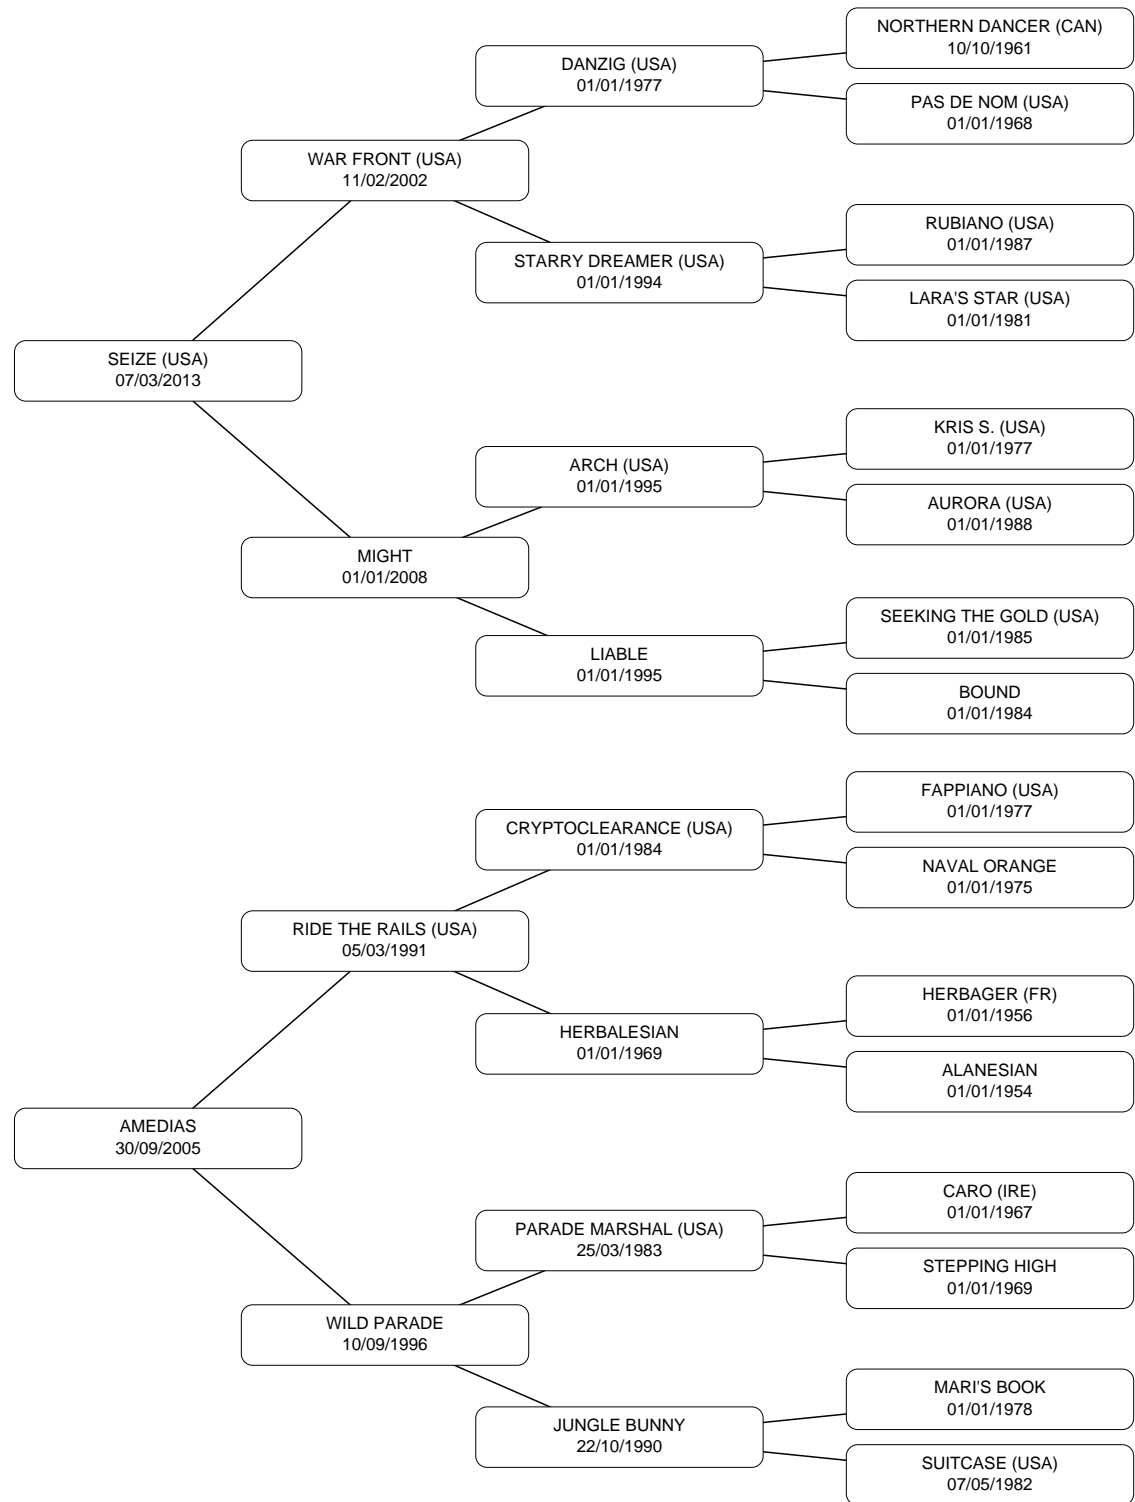 NORTHERN DANCER (CAN)
10/10/1961
DANZIG (USA)
01/01/1977
PAS DE NOM (USA)
01/01/1968
WAR FRONT (USA)
11/02/2002
RUBIANO (USA)
01/01/1987
STARRY DREAMER (USA)
01/01/1994
LARA'S STAR (USA)
01/01/1981
SEIZE (USA)
07/03/2013
KRIS S. (USA)
01/01/1977
ARCH (USA)
01/01/1995
AURORA (USA)
01/01/1988
MIGHT
01/01/2008
SEEKING THE GOLD (USA)
01/01/1985
LIABLE
01/01/1995
BOUND
01/01/1984
FAPPIANO (USA)
01/01/1977
CRYPTOCLEARANCE (USA)
01/01/1984
NAVAL ORANGE
01/01/1975
RIDE THE RAILS (USA)
05/03/1991
HERBAGER (FR)
01/01/1956
HERBALESIAN
01/01/1969
ALANESIAN
01/01/1954
AMEDIAS
30/09/2005
CARO (IRE)
01/01/1967
PARADE MARSHAL (USA)
25/03/1983
STEPPING HIGH
01/01/1969
WILD PARADE
10/09/1996
MARI'S BOOK
01/01/1978
JUNGLE BUNNY
22/10/1990
SUITCASE (USA)
07/05/1982